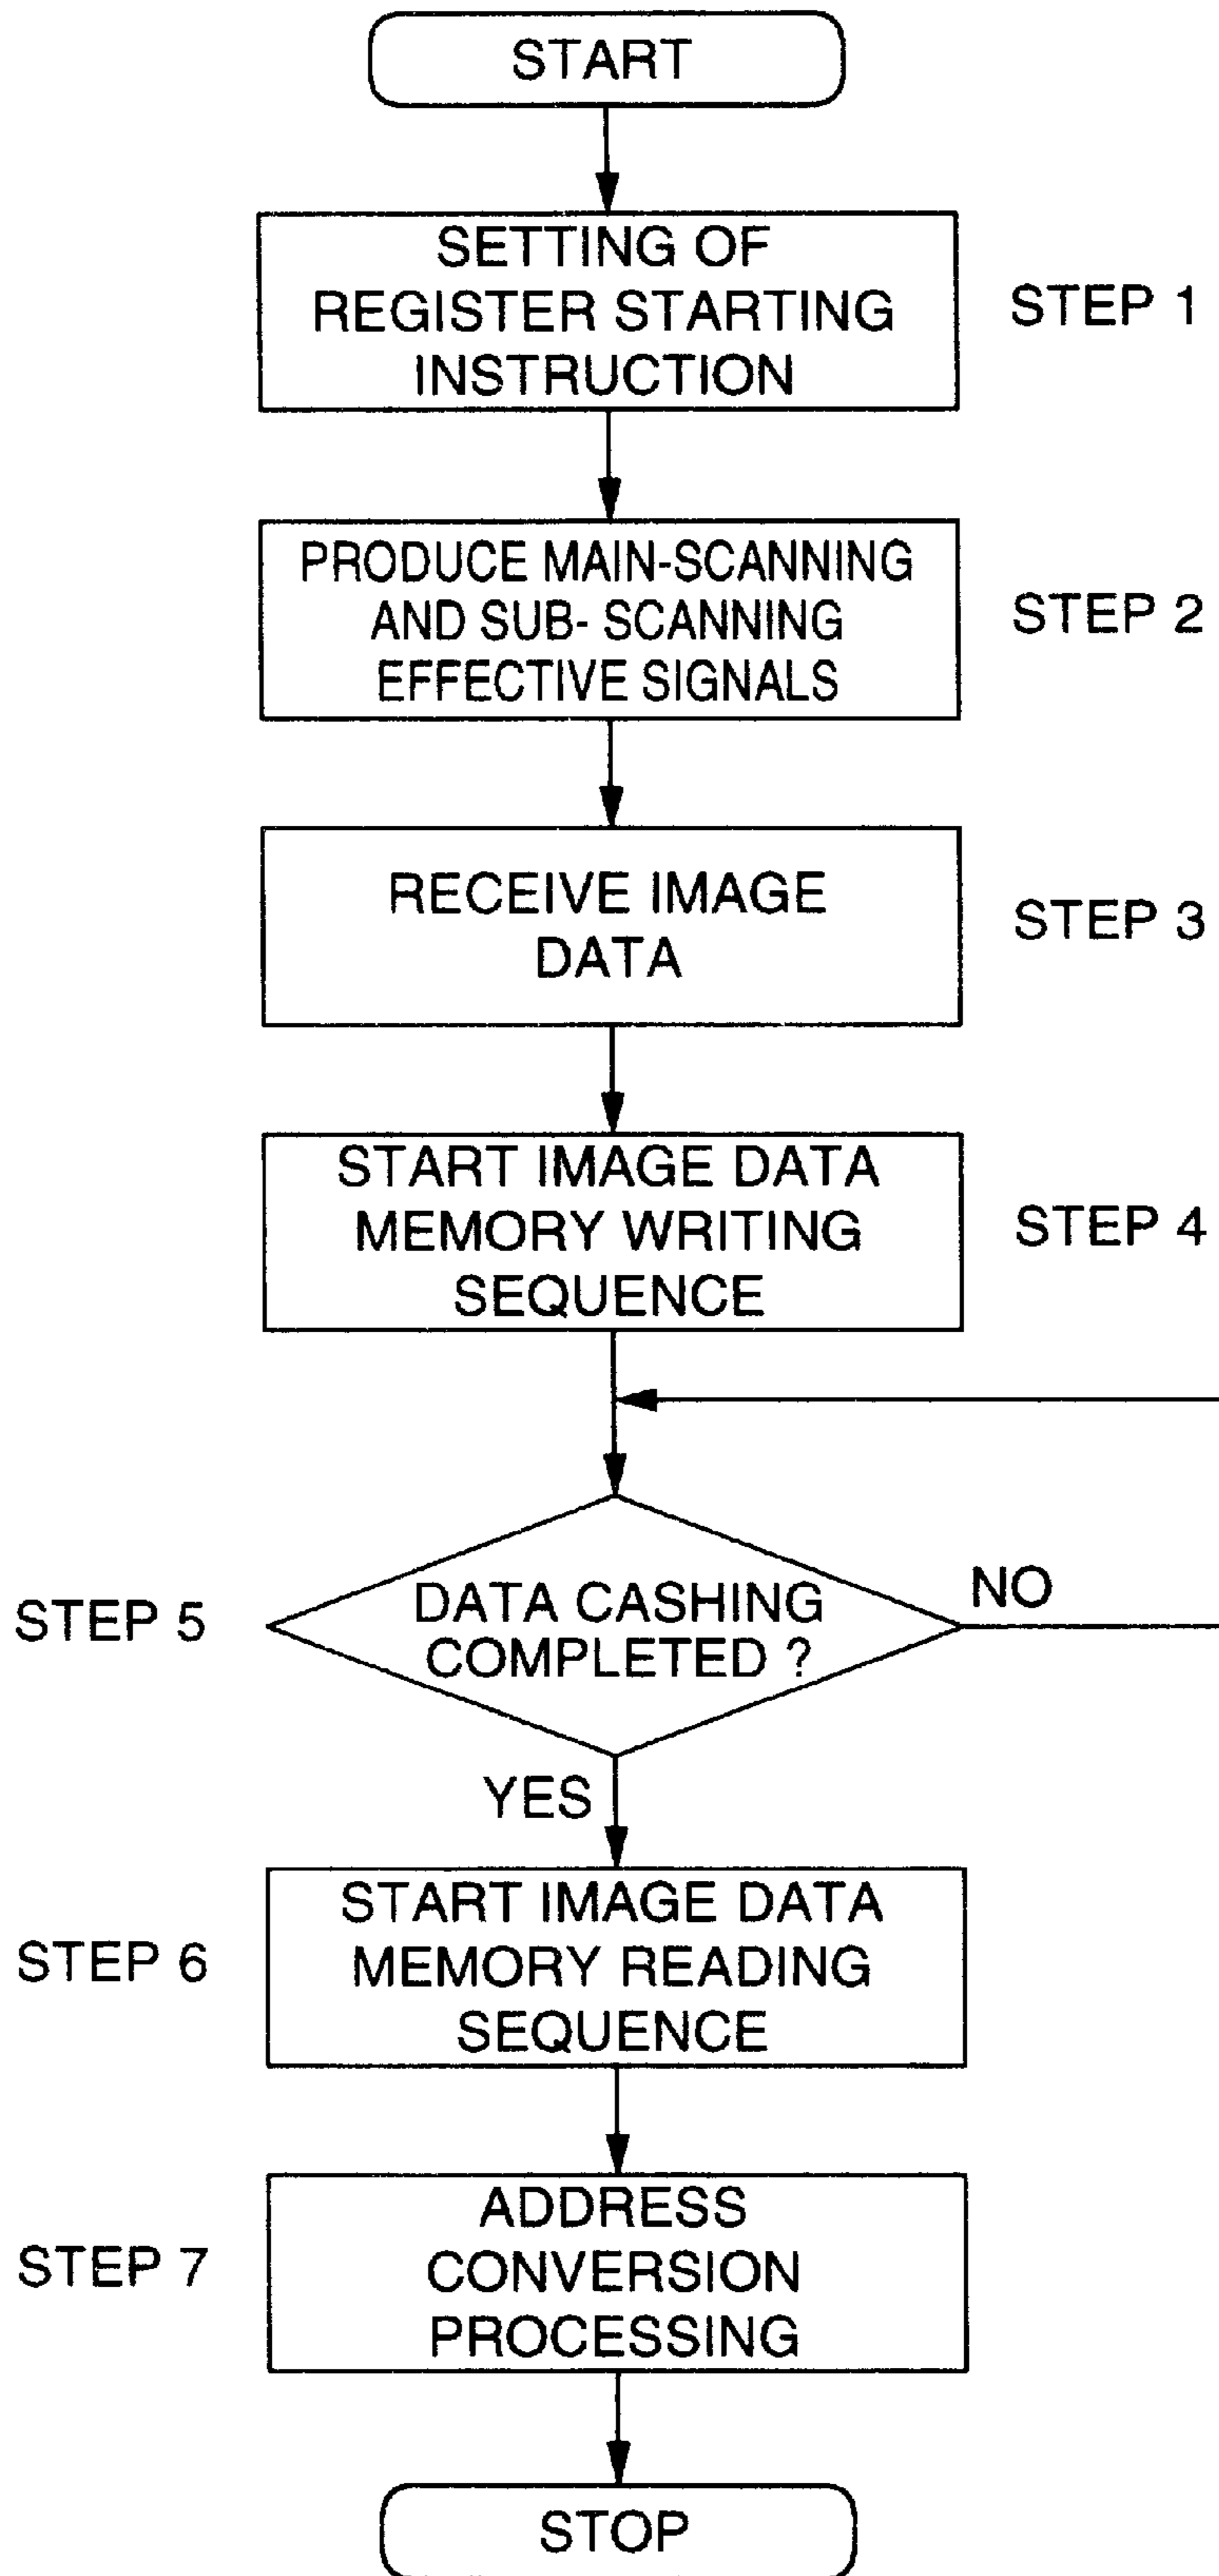 START
SETTING OF
REGISTER STARTING
INSTRUCTION
STEP 1
PRODUCE MAIN-SCANNING
AND SUB- SCANNING
EFFECTIVE SIGNALS
STEP 2
RECEIVE IMAGE
DATA
STEP 3
START IMAGE DATA
MEMORY WRITING
SEQUENCE
STEP 4
STEP 5
DATA CASHING
COMPLETED ?
NO
YES
STEP 6
START IMAGE DATA
MEMORY READING
SEQUENCE
STEP 7
ADDRESS
CONVERSION
PROCESSING
STOP